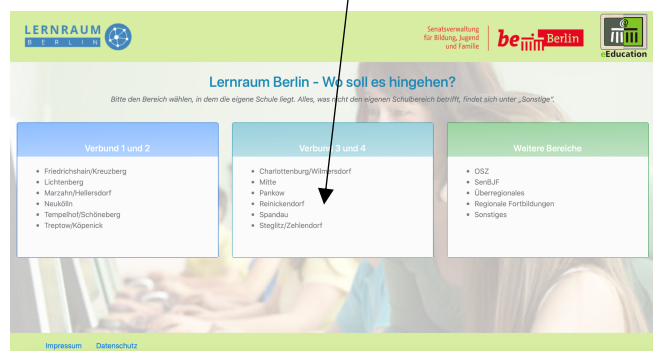 LERNRAUM
BERLIN
Senatsverwaltung
für Bildung, Jugend
und Familie
be Berlin
eEducation
Lernraum Berlin - Wo soll es hingehen?
Bitte den Bereich wählen, in dem die eigene Schule liegt. Alles, was nicht den eigenen Schulbereich betrifft, findet sich unter „Sonstige“.
Verbund 1 und 2
Friedrichshain/Kreuzberg
Lichtenberg
Marzahn/Hellersdorf
Neukölln
Tempelhof/Schöneberg
Treptow/Köpenick
Verbund 3 und 4
Charlottenburg/Wilmersdorf
Mitte
Pankow
Reinickendorf
Spandau
Steglitz/Zehlendorf
Weitere Bereiche
OSZ
SenBJF
Überregionales
Regionale Fortbildungen
Sonstiges
Impressum Datenschutz